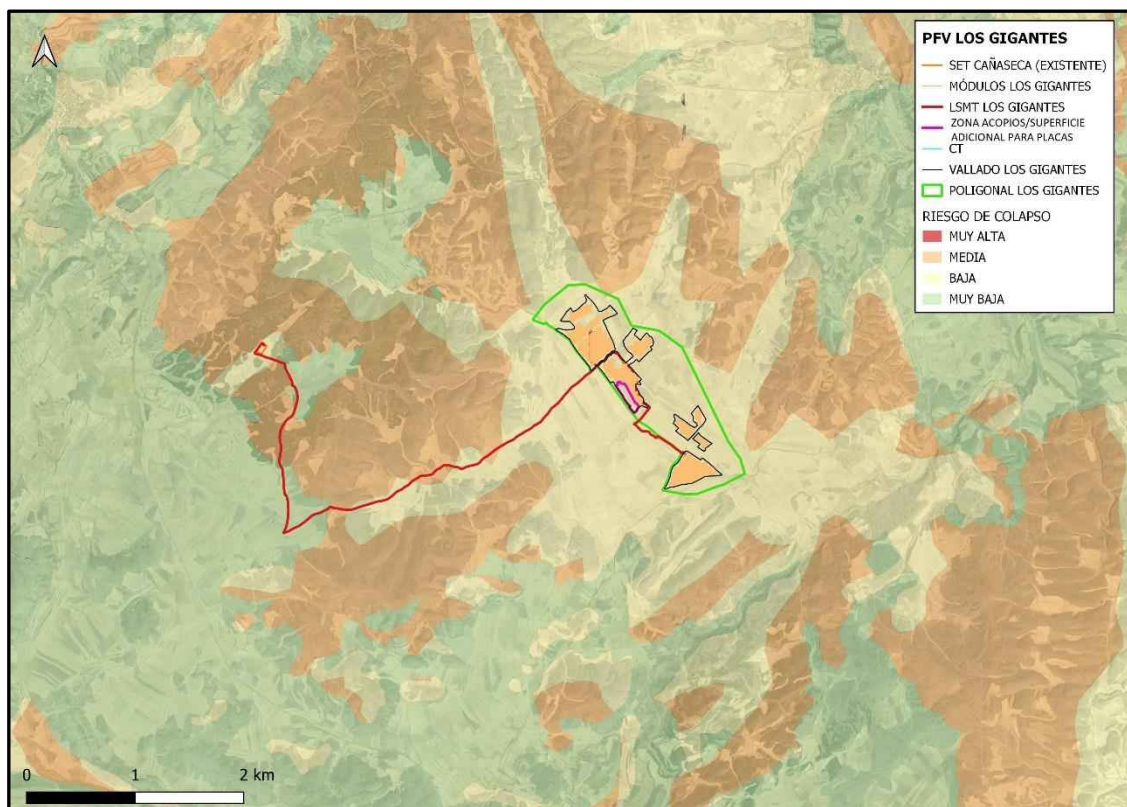 PFV LOS GIGANTES
SET CAÑASECA (EXISTENTE)
MÓDULOS LOS GIGANTES
LSMT LOS GIGANTES
ZONA ACOPIOS/SUPERFICIE
ADICIONAL PARA PLACAS
CT
VALLADO LOS GIGANTES
POLIGONAL LOS GIGANTES
RIESGO DE COLAPSO
MUY ALTA
MEDIA
BAJA
MUY BAJA
0 1 2 km